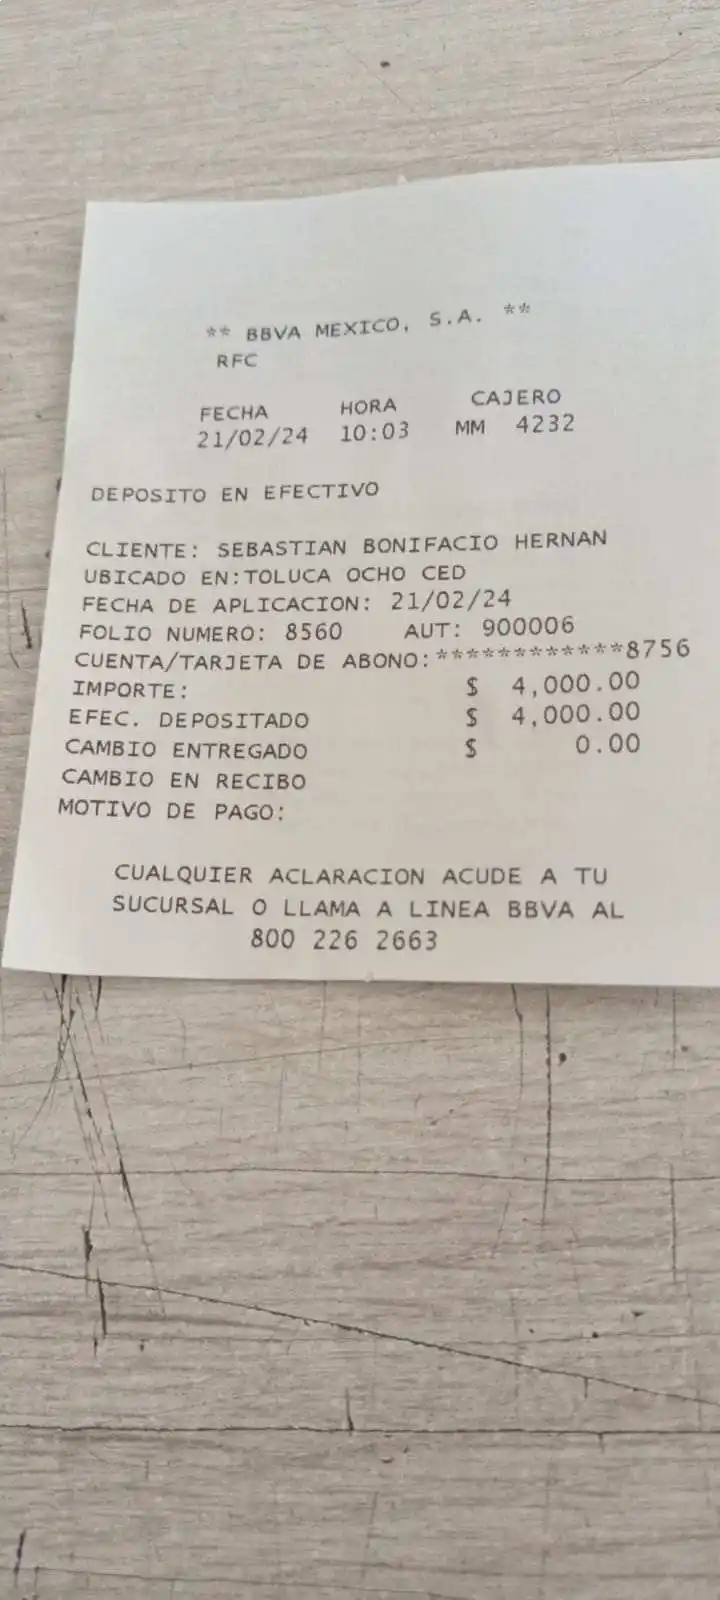 ** BBVA MEXICO, S.A. **
RFC
FECHA HORA CAJERO
21/02/24 10:03 MM 4232
DEPOSITO EN EFECTIVO
CLIENTE: SEBASTIAN BONIFACIO HERNAN
UBICADO EN:TOLUCA OCHO CED
FECHA DE APLICACION: 21/02/24
FOLIO NUMERO: 8560 AUT: 900006
CUENTA/TARJETA DE ABONO:************8756
IMPORTE: $ 4,000.00
EFEC. DEPOSITADO $ 4,000.00
CAMBIO ENTREGADO $ 0.00
CAMBIO EN RECIBO
MOTIVO DE PAGO:
CUALQUIER ACLARACION ACUDE A TU
SUCURSAL O LLAMA A LINEA BBVA AL
800 226 2663